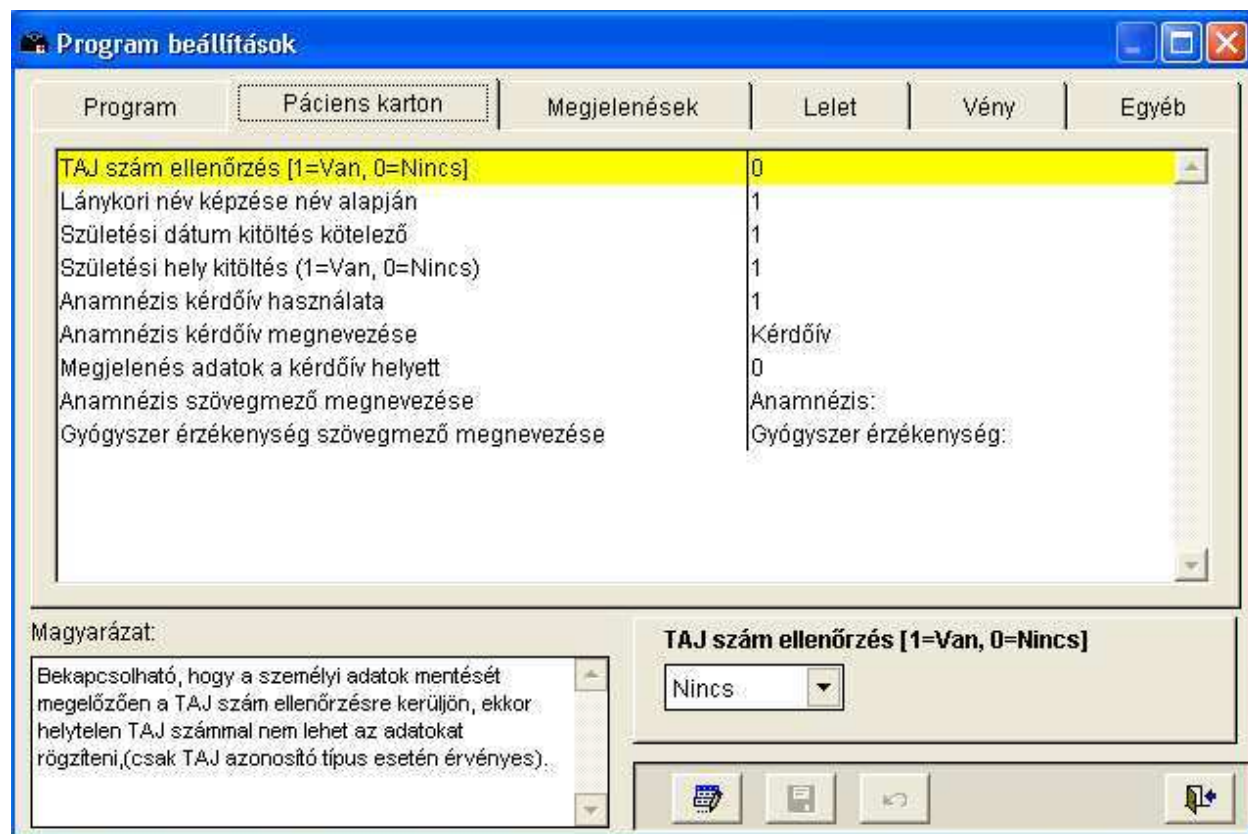 Program beállítások
Program Páciens karton Megjelenések Lelet Vény Egyéb
TAJ szám ellenőrzés [1=Van, 0=Nincs] 0
Lánykori név képzése név alapján 1
Születési dátum kitöltés kötelező 1
Születési hely kitöltés (1=Van, 0=Nincs) 1
Anamnézis kérdőív használata 1
Anamnézis kérdőív megnevezése Kérdőív
Megjelenés adatok a kérdőív helyett 0
Anamnézis szövegmező megnevezése Anamnézis:
Gyógyszer érzékenység szövegmező megnevezése Gyógyszer érzékenység:
Magyarázat:
Bekapcsolható, hogy a személyi adatok mentését
megelőzően a TAJ szám ellenőrzésre kerüljön, ekkor
helytelen TAJ számmal nem lehet az adatokat
rögzíteni,(csak TAJ azonosító típus esetén érvényes).
TAJ szám ellenőrzés [1=Van, 0=Nincs]
Nincs